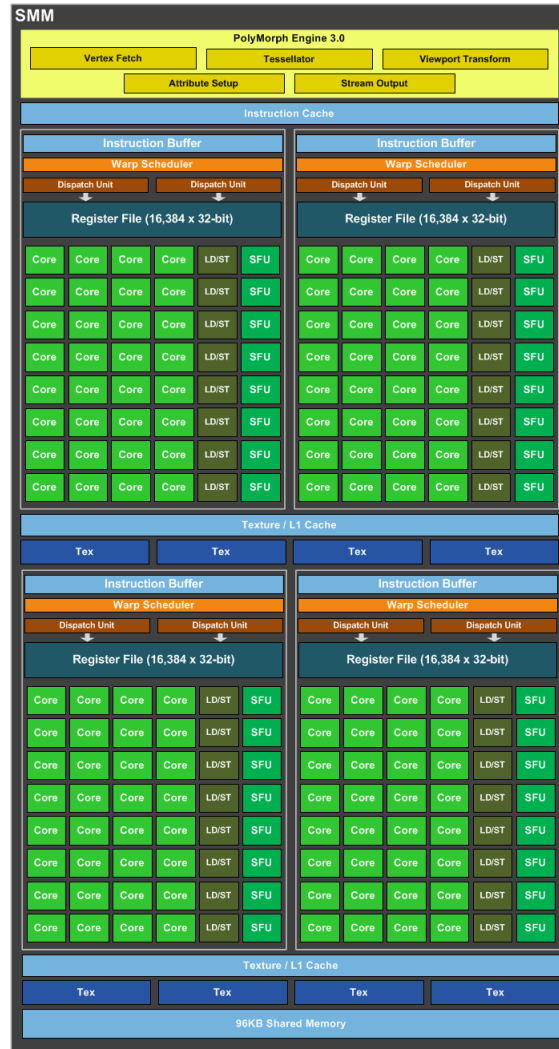 SMM
PolyMorph Engine 3.0
Vertex Fetch Tessellator Viewport Transform
Attribute Setup Stream Output
Instruction Cache
Instruction Buffer Instruction Buffer
Warp Scheduler Warp Scheduler
Dispatch Unit Dispatch Unit Dispatch Unit Dispatch Unit
Register File (16,384 x 32-bit) Register File (16,384 x 32-bit)
Core Core Core Core LD/ST SFU Core Core Core Core LD/ST SFU
Core Core Core Core LD/ST SFU Core Core Core Core LD/ST SFU
Core Core Core Core LD/ST SFU Core Core Core Core LD/ST SFU
Core Core Core Core LD/ST SFU Core Core Core Core LD/ST SFU
Core Core Core Core LD/ST SFU Core Core Core Core LD/ST SFU
Core Core Core Core LD/ST SFU Core Core Core Core LD/ST SFU
Core Core Core Core LD/ST SFU Core Core Core Core LD/ST SFU
Core Core Core Core LD/ST SFU Core Core Core Core LD/ST SFU
Texture / L1 Cache
Tex Tex Tex Tex
Instruction Buffer Instruction Buffer
Warp Scheduler Warp Scheduler
Dispatch Unit Dispatch Unit Dispatch Unit Dispatch Unit
Register File (16,384 x 32-bit) Register File (16,384 x 32-bit)
Core Core Core Core LD/ST SFU Core Core Core Core LD/ST SFU
Core Core Core Core LD/ST SFU Core Core Core Core LD/ST SFU
Core Core Core Core LD/ST SFU Core Core Core Core LD/ST SFU
Core Core Core Core LD/ST SFU Core Core Core Core LD/ST SFU
Core Core Core Core LD/ST SFU Core Core Core Core LD/ST SFU
Core Core Core Core LD/ST SFU Core Core Core Core LD/ST SFU
Core Core Core Core LD/ST SFU Core Core Core Core LD/ST SFU
Core Core Core Core LD/ST SFU Core Core Core Core LD/ST SFU
Texture / L1 Cache
Tex Tex Tex Tex
96KB Shared Memory